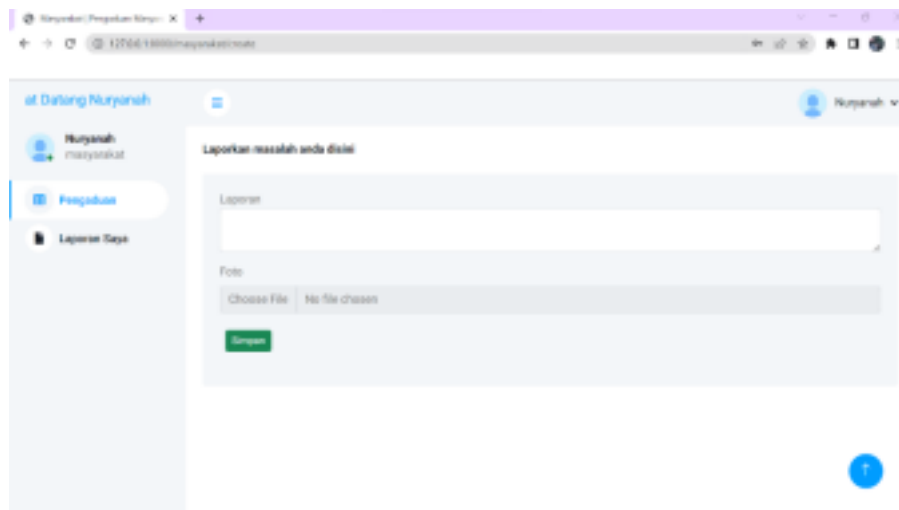 at Datang Nuryanah
Nuryanah
Nuryanah
masyarakat
Laporkan masalah anda disini
Pengaduan
Laporan
Laporan Saya
Foto
Choose File No file chosen
Simpan